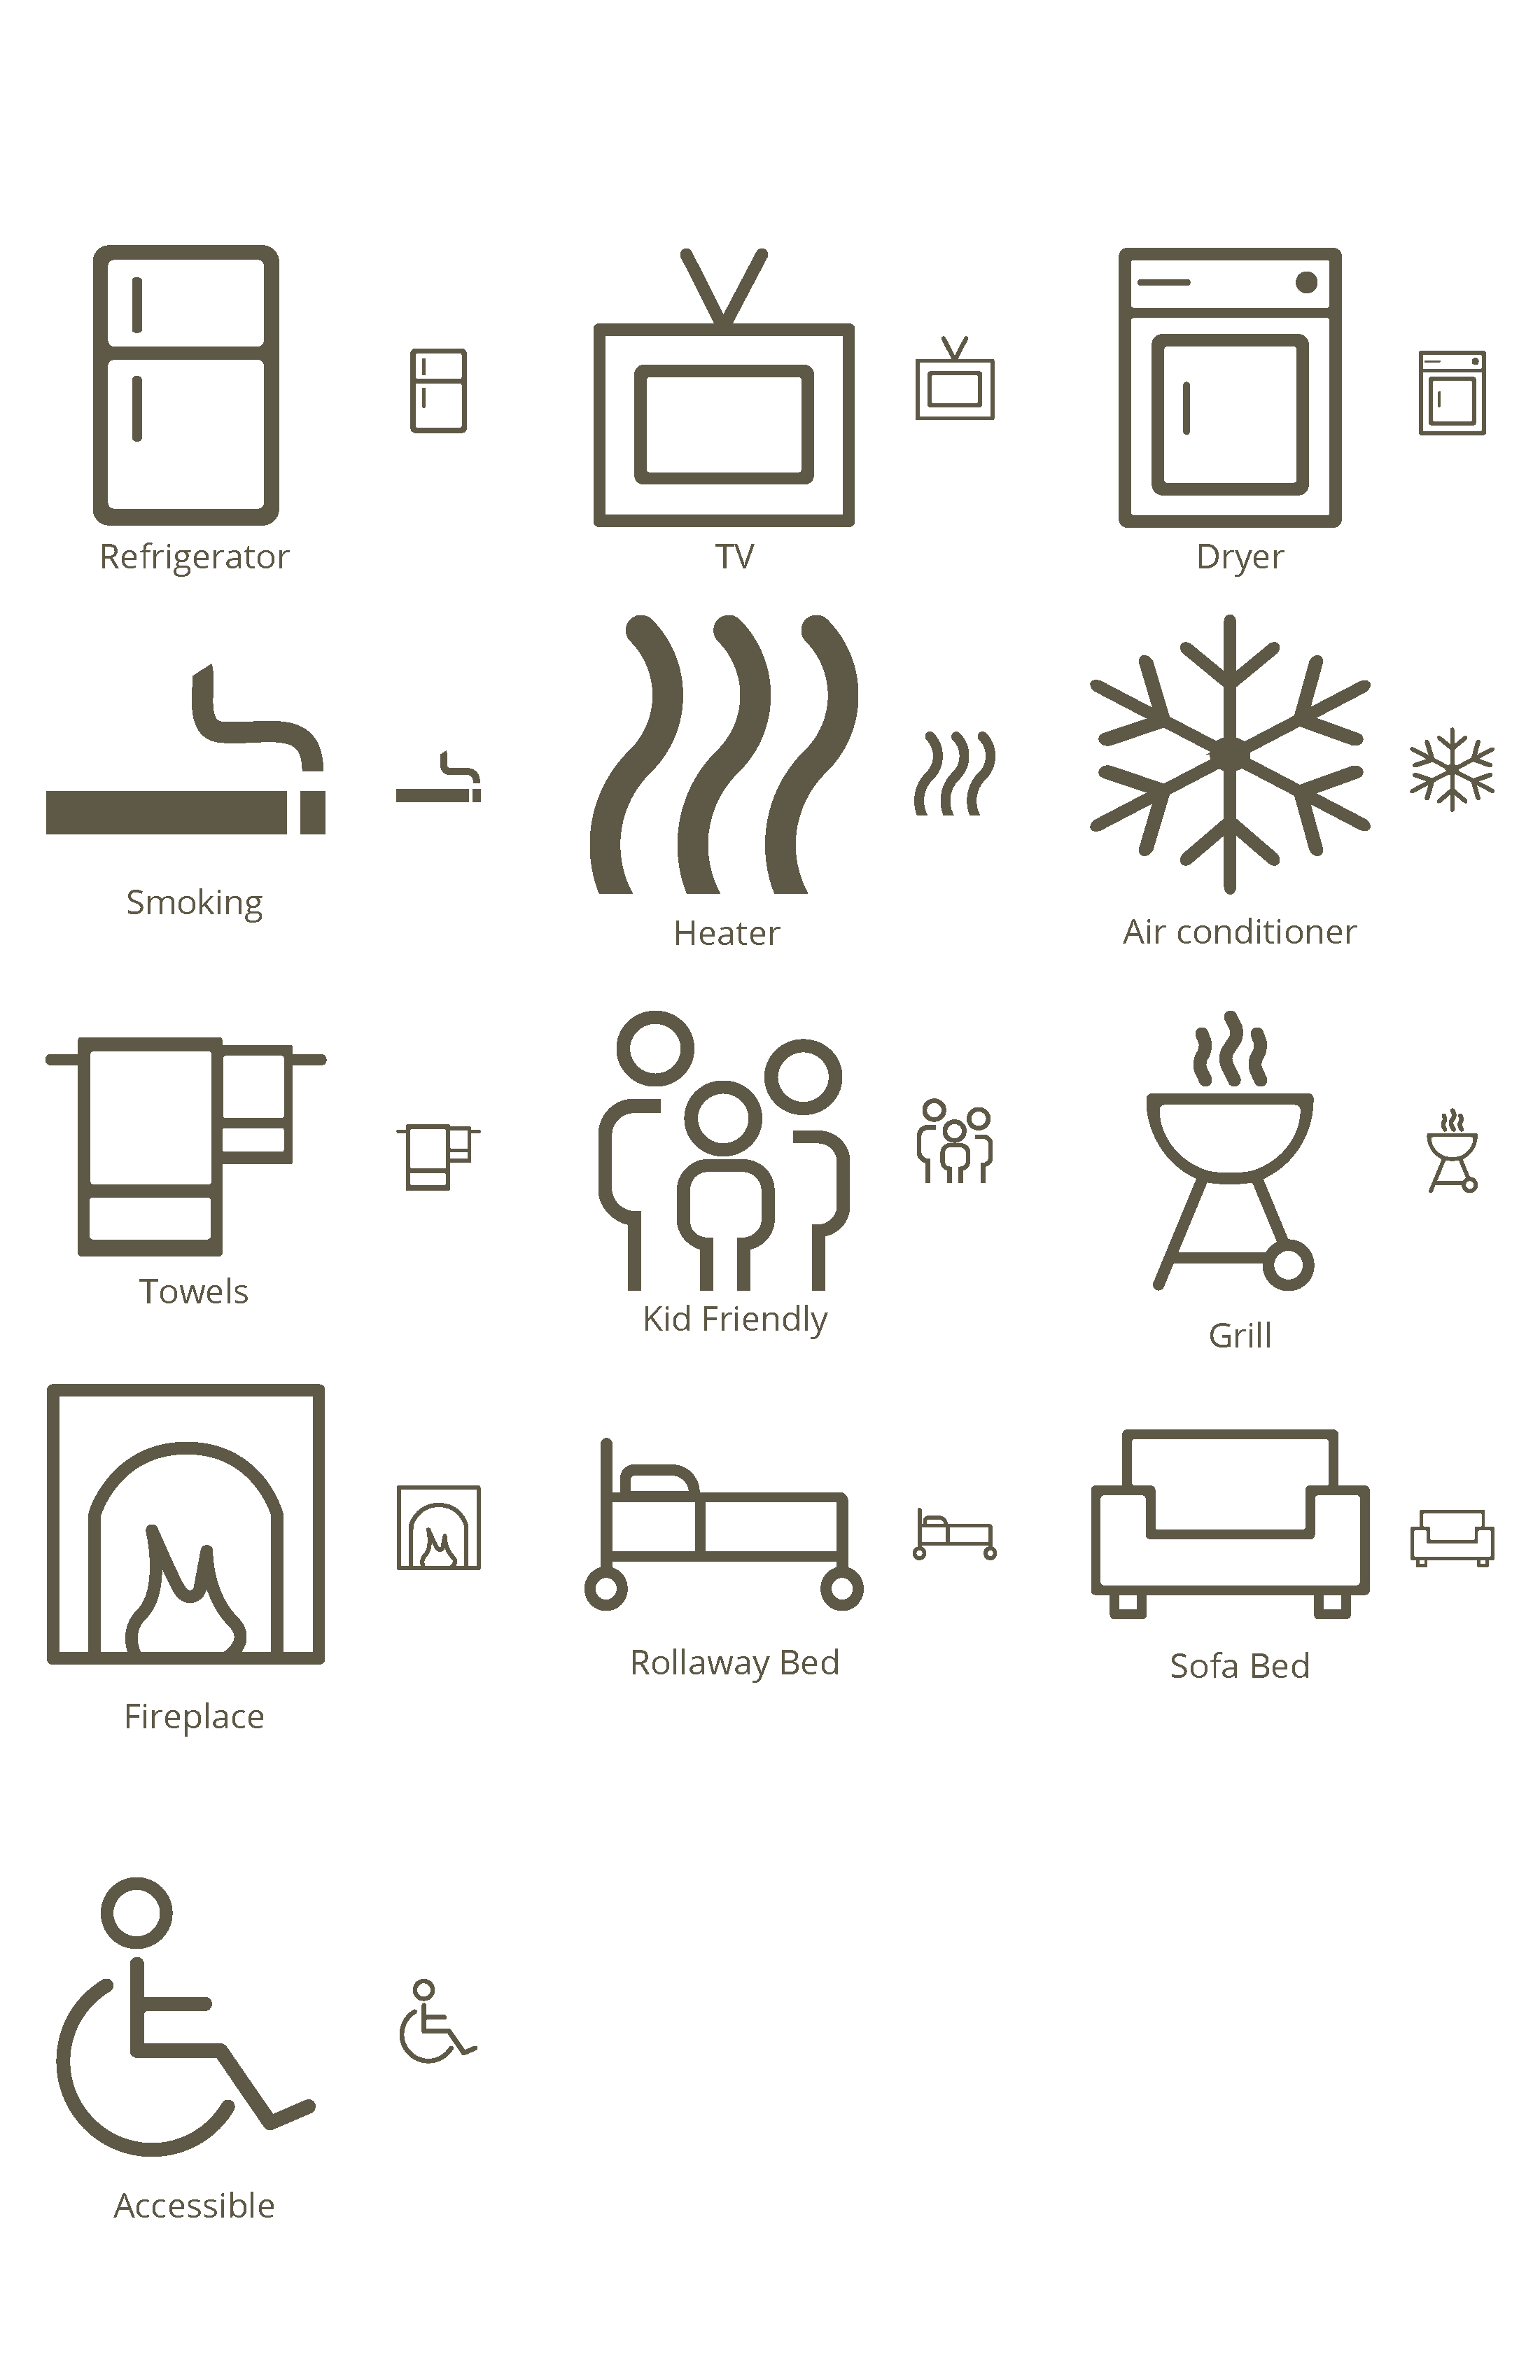 Refrigerator
TV
Dryer
Smoking
Heater
Air conditioner
Towels
Kid Friendly
Grill
Fireplace
Rollaway Bed
Sofa Bed
Accessible